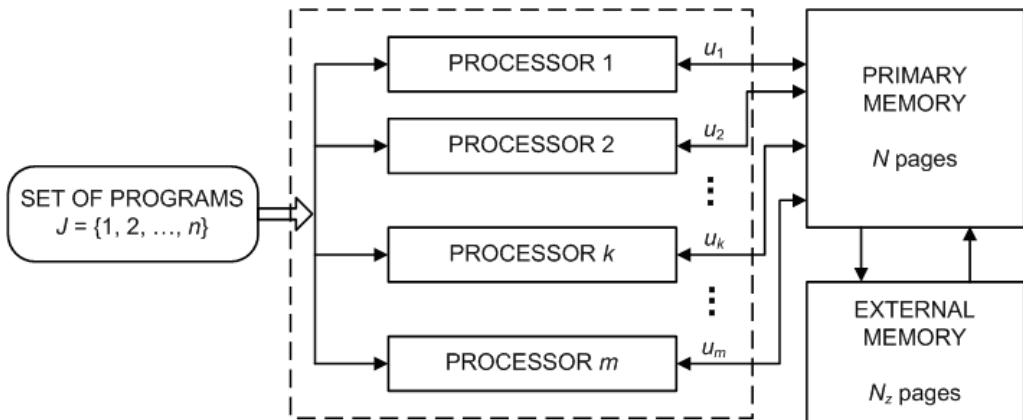 SET OF PROGRAMS
J = {1, 2, ..., n}
PROCESSOR 1
PROCESSOR 2
PROCESSOR k
PROCESSOR m
u1
u2
uk
um
PRIMARY
MEMORY
N pages
EXTERNAL
MEMORY
Nz pages